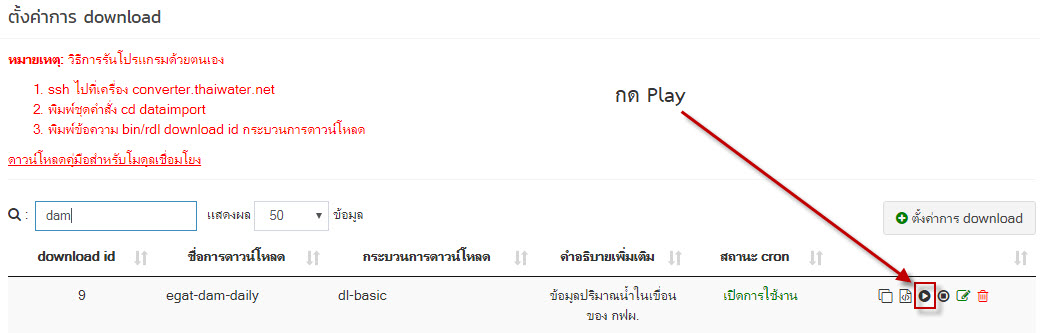 ตั้งค่าการ download
หมายเหตุ: วิธีการรันโปรแกรมด้วยตนเอง
1. ssh ไปที่เครื่อง converter.thaiwater.net
2. พิมพ์ชุดคำสั่ง cd dataimport
3. พิมพ์ข้อความ bin/rdl download id กระบวนการดาวน์โหลด
ดาวน์โหลดคู่มือสำหรับโมดูลเชื่อมโยง
กด Play
: dam แสดงผล 50 ข้อมูล ตั้งค่าการ download
download id ชื่อการดาวน์โหลด กระบวนการดาวน์โหลด คำอธิบายเพิ่มเติม สถานะ cron
9 egat-dam-daily dl-basic ข้อมูลปริมาณน้ำในเขื่อน เปิดการใช้งาน
ของ กฟผ.